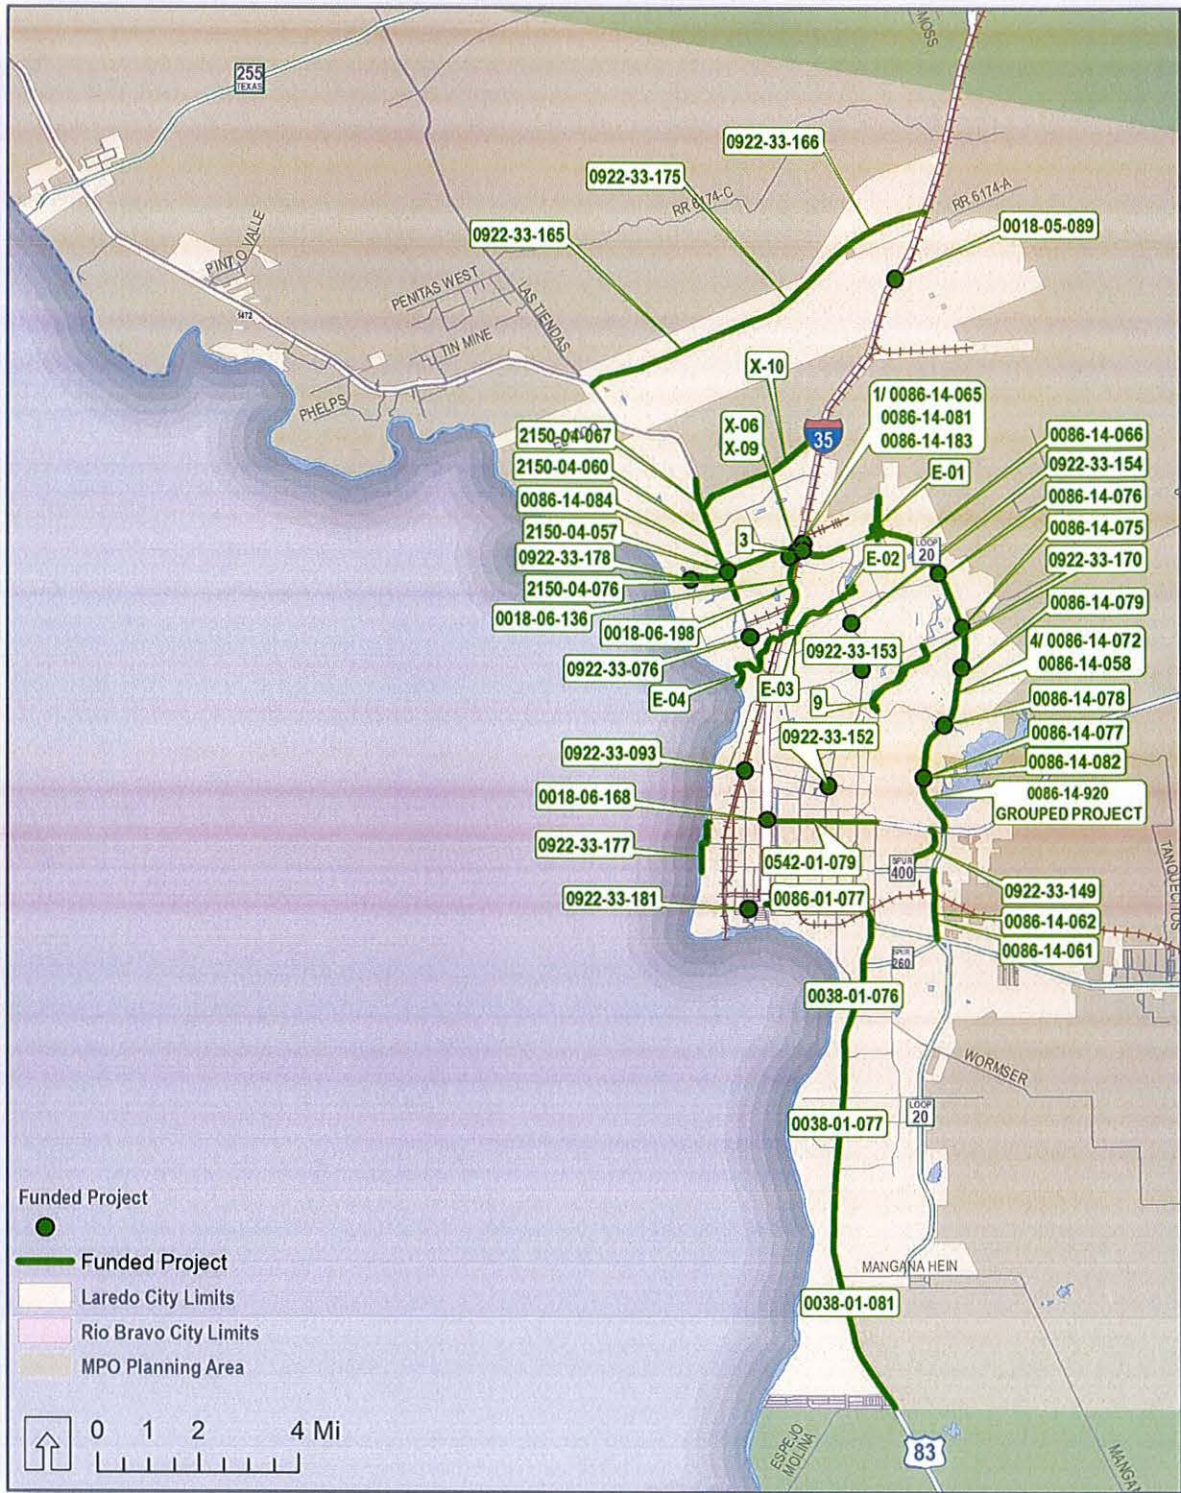 MOSS
255
TEXAS
0922-33-166
0922-33-175
RR 6174-C
RR 6174-A
0922-33-165
0018-05-089
PINTO VALLE
PENITAS WEST
LAS TIENDAS
1472
TIN MINE
PHELPS
X-10
1/ 0086-14-065
0086-14-081
0086-14-183
X-06
X-09
35
2150-04-067
0086-14-066
2150-04-060
0922-33-154
E-01
0086-14-084
0086-14-076
2150-04-057
0086-14-075
3
LOOP
20
0922-33-178
E-02
0922-33-170
2150-04-076
0086-14-079
0018-06-136
0018-06-198
0922-33-153
4/ 0086-14-072
0086-14-058
0922-33-076
E-04
E-03
9
0086-14-078
0922-33-152
0086-14-077
0922-33-093
0086-14-082
0018-06-168
0086-14-920
GROUPED PROJECT
0922-33-177
0542-01-079
SPUR
400
TANQUECITOS
0922-33-181
0086-01-077
0922-33-149
0086-14-062
0086-14-061
SPUR
260
0038-01-076
WORMSER
LOOP
20
0038-01-077
Funded Project
Funded Project
Laredo City Limits
Rio Bravo City Limits
MPO Planning Area
MANGANA HEIN
0038-01-081
0 1 2 4 Mi
ESPEJO
MOLINA
83
MANGAN